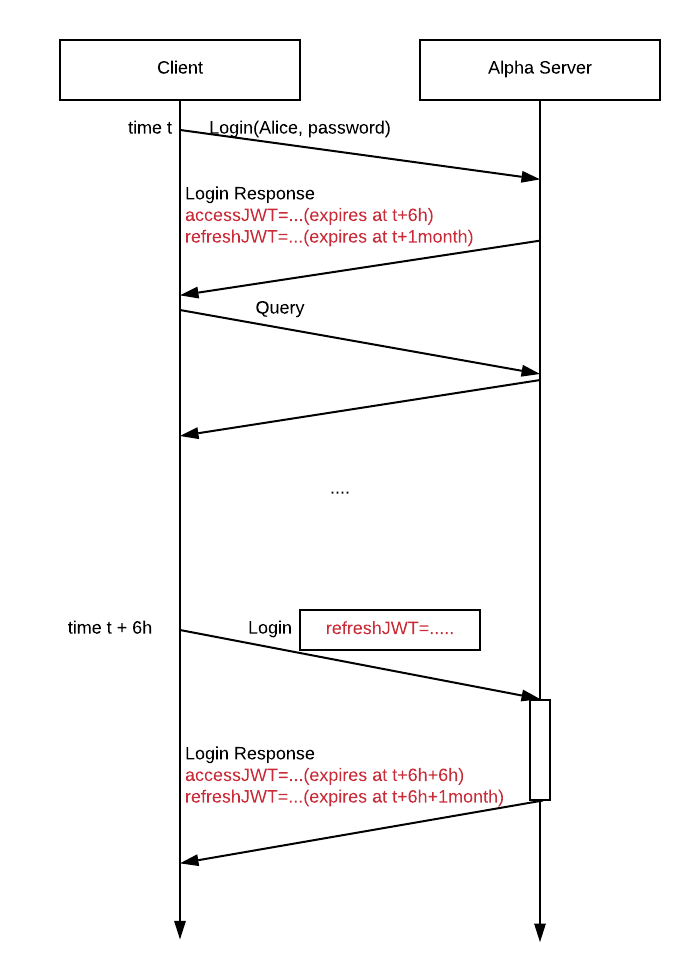 Client
Alpha Server
time t
Login(Alice, password)
Login Response
accessJWT=...(expires at t+6h)
refreshJWT=...(expires at t+1month)
Query
....
time t + 6h
Login
refreshJWT=.....
Login Response
accessJWT=...(expires at t+6h+6h)
refreshJWT=...(expires at t+6h+1month)